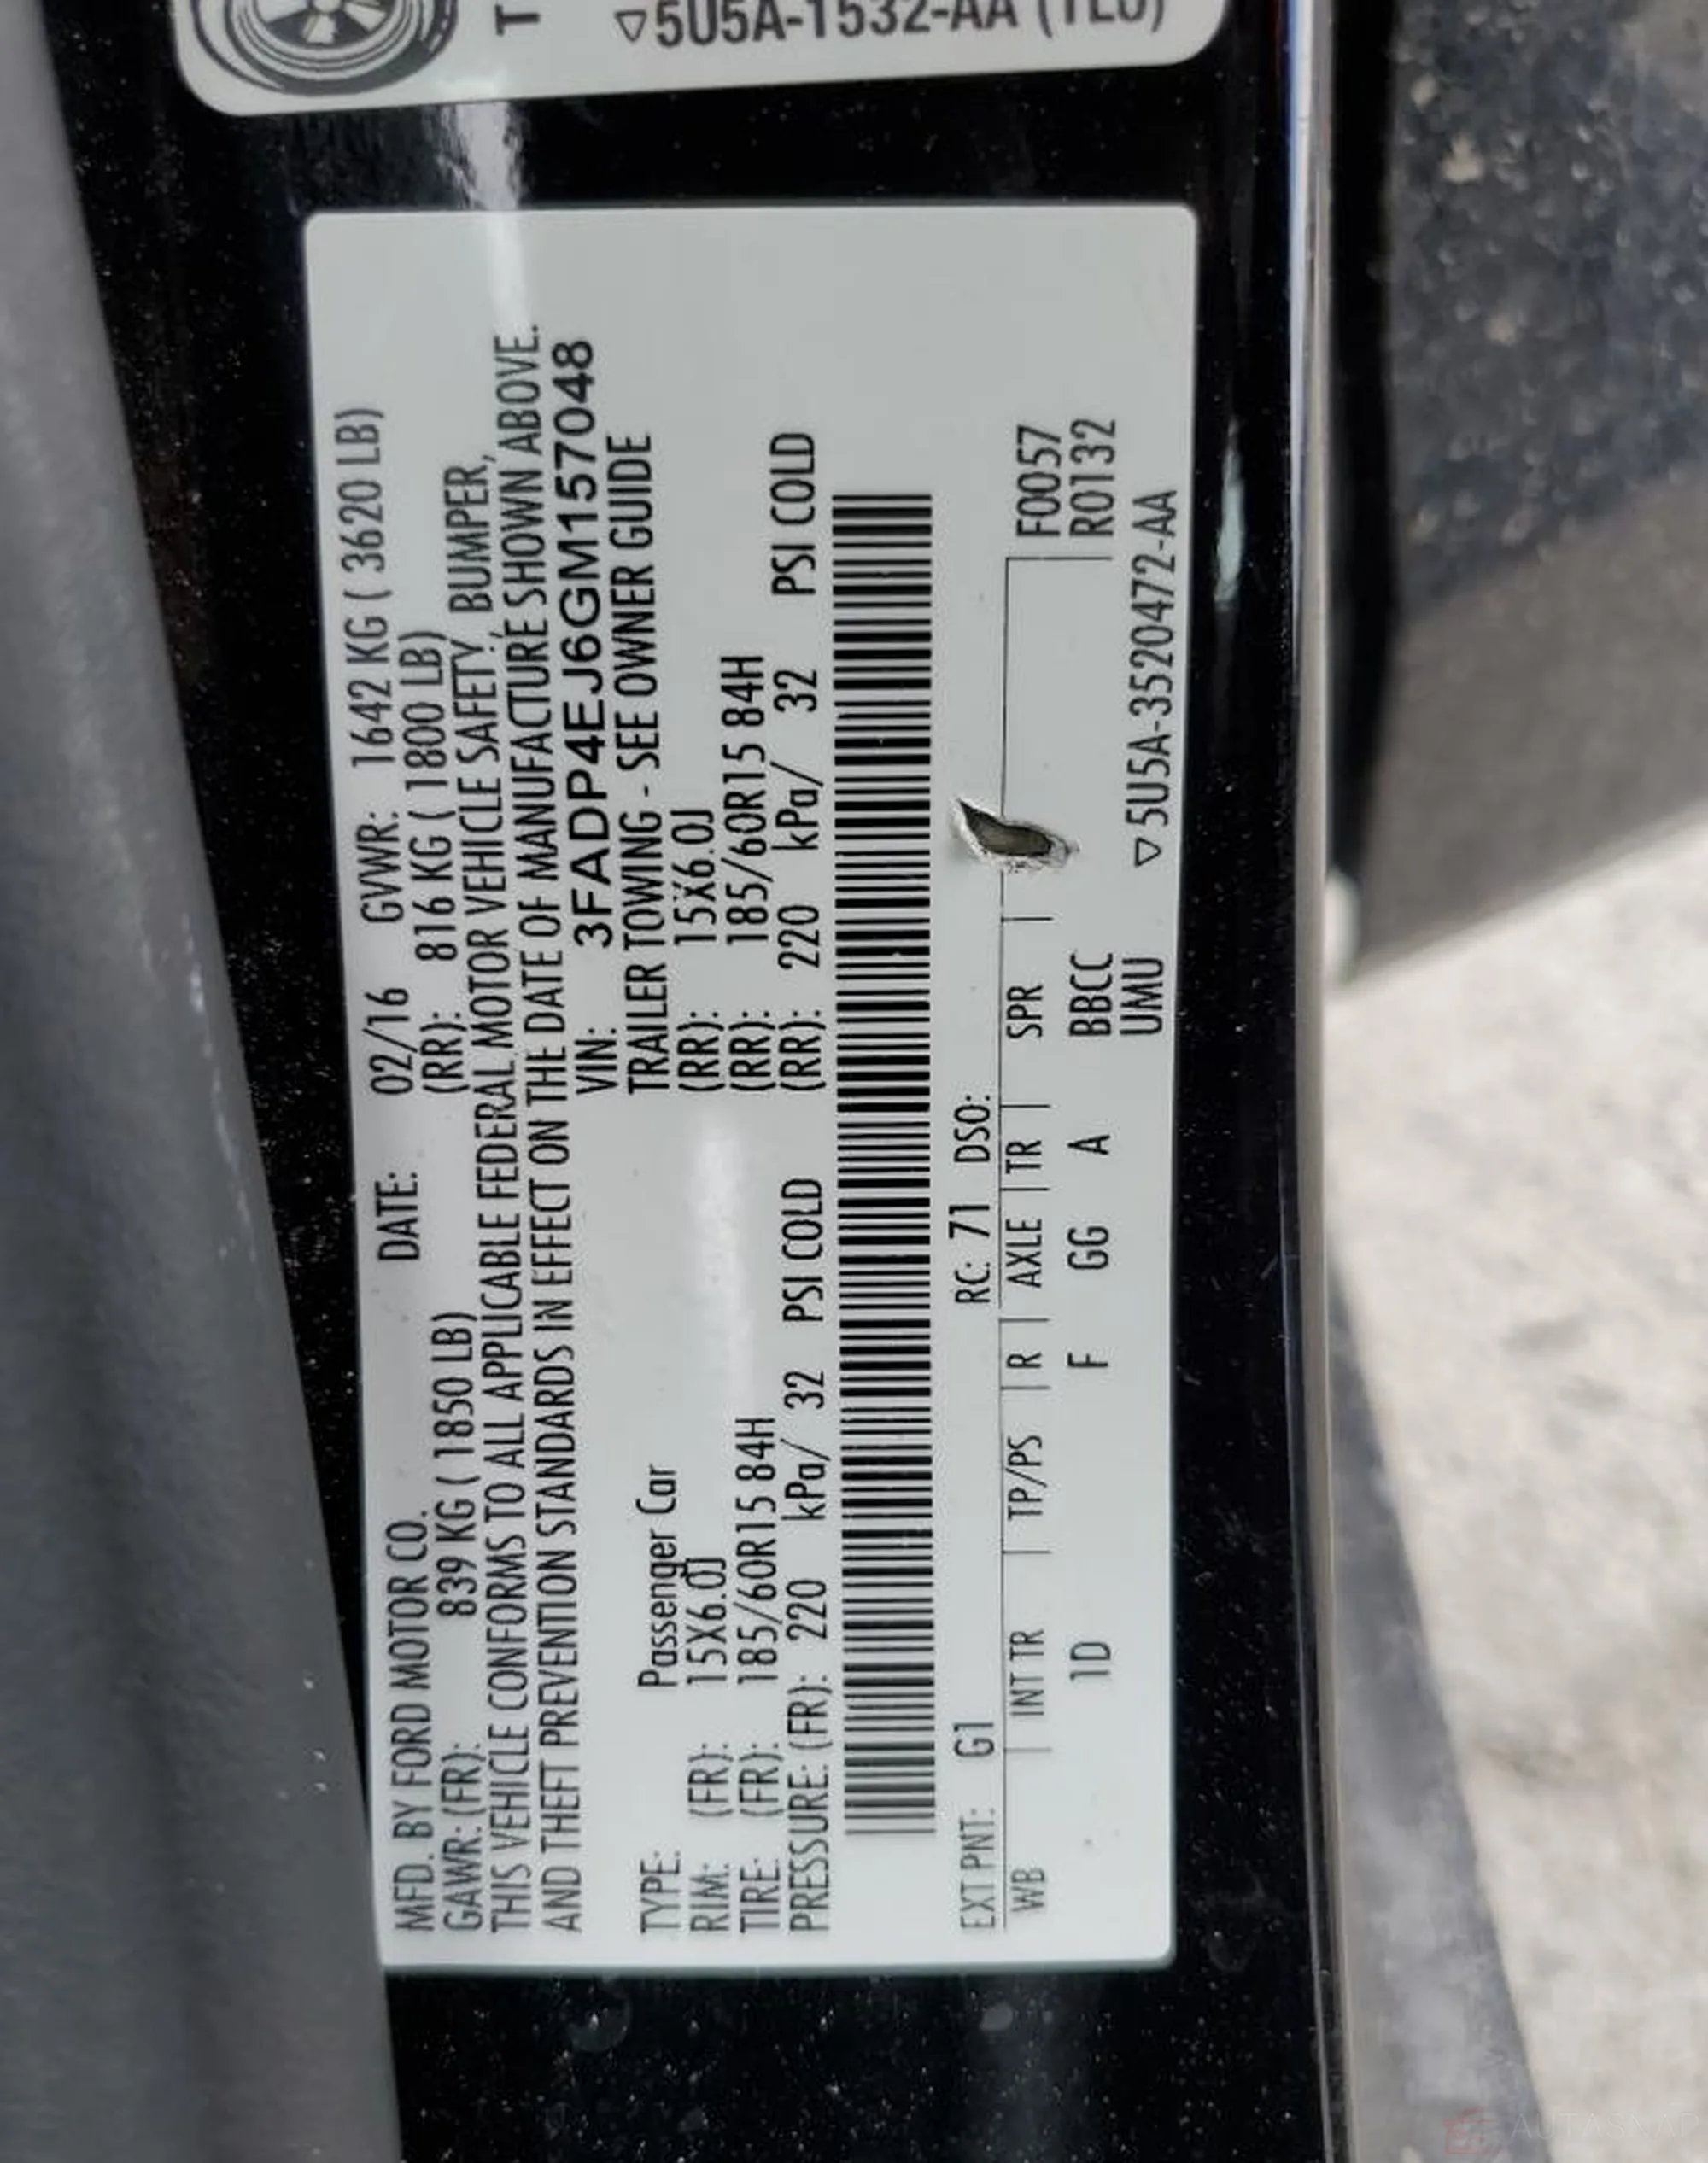 T
▽5U5A-1532-AA (TEU)
MFD. BY FORD MOTOR CO. DATE: 02/16 GVWR: 1642 KG ( 3620 LB)
GAWR: (FR): 839 KG ( 1850 LB) (RR): 816 KG ( 1800 LB)
THIS VEHICLE CONFORMS TO ALL APPLICABLE FEDERAL MOTOR VEHICLE SAFETY, BUMPER,
AND THEFT PREVENTION STANDARDS IN EFFECT ON THE DATE OF MANUFACTURE SHOWN ABOVE.
VIN: 3FADP4EJ6GM157048
TYPE: Passenger Car TRAILER TOWING - SEE OWNER GUIDE
RIM: (FR): 15X6.0J (RR): 15X6.0J
TIRE: (FR): 185/60R15 84H (RR): 185/60R15 84H
PRESSURE: (FR): 220 kPa/ 32 PSI COLD (RR): 220 kPa/ 32 PSI COLD
EXT PNT: G1 RC: 71 DSO:
WB | INT TR | TP/PS | R | AXLE | TR | SPR | F0057
1D F GG A BBCC R0132
UMU ▽5U5A-3520472-AA
AUTASNAP